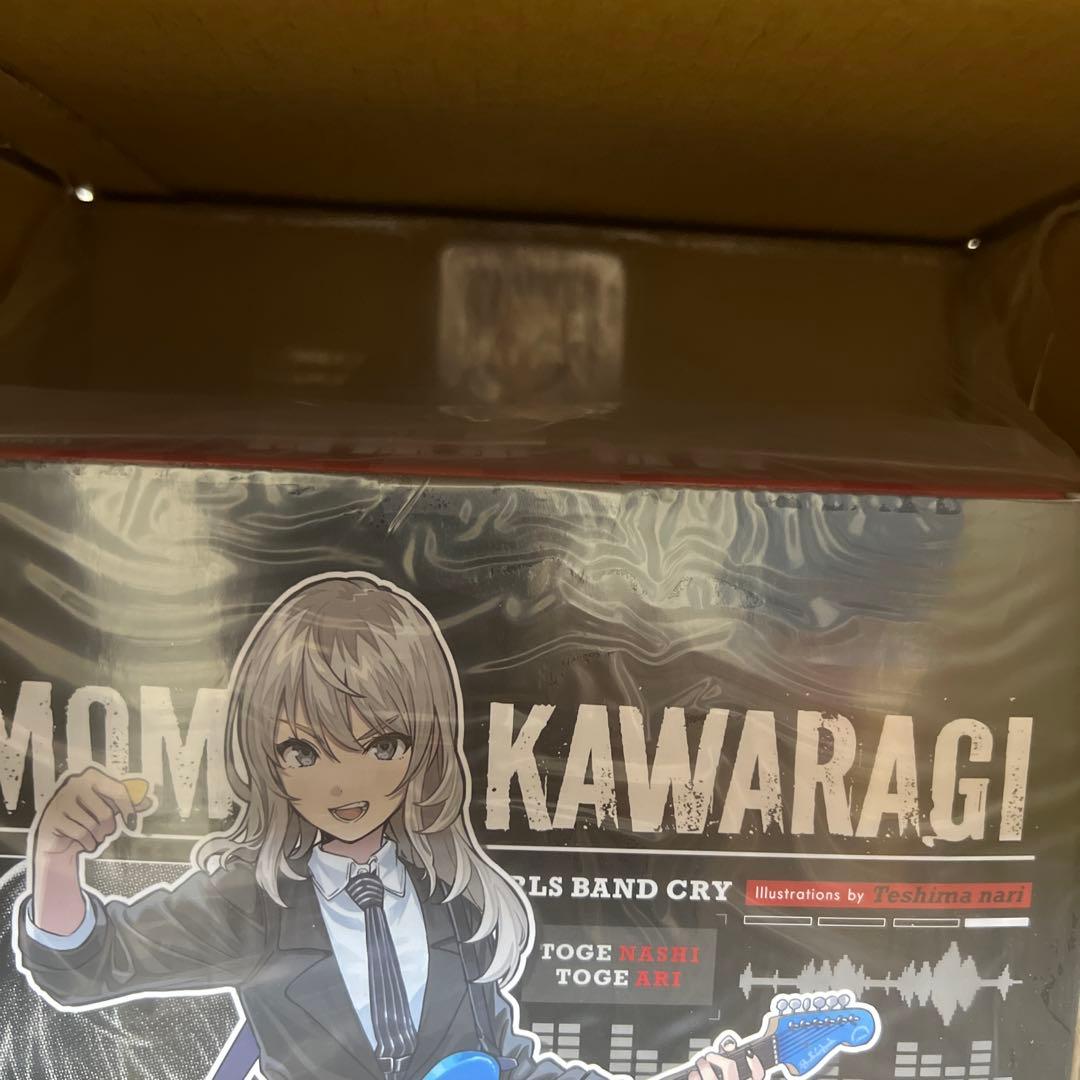 MOM KAWARAGI
RLS BAND CRY
Illustrations by Teshima nari
TOGE NASHI
TOGE ARI